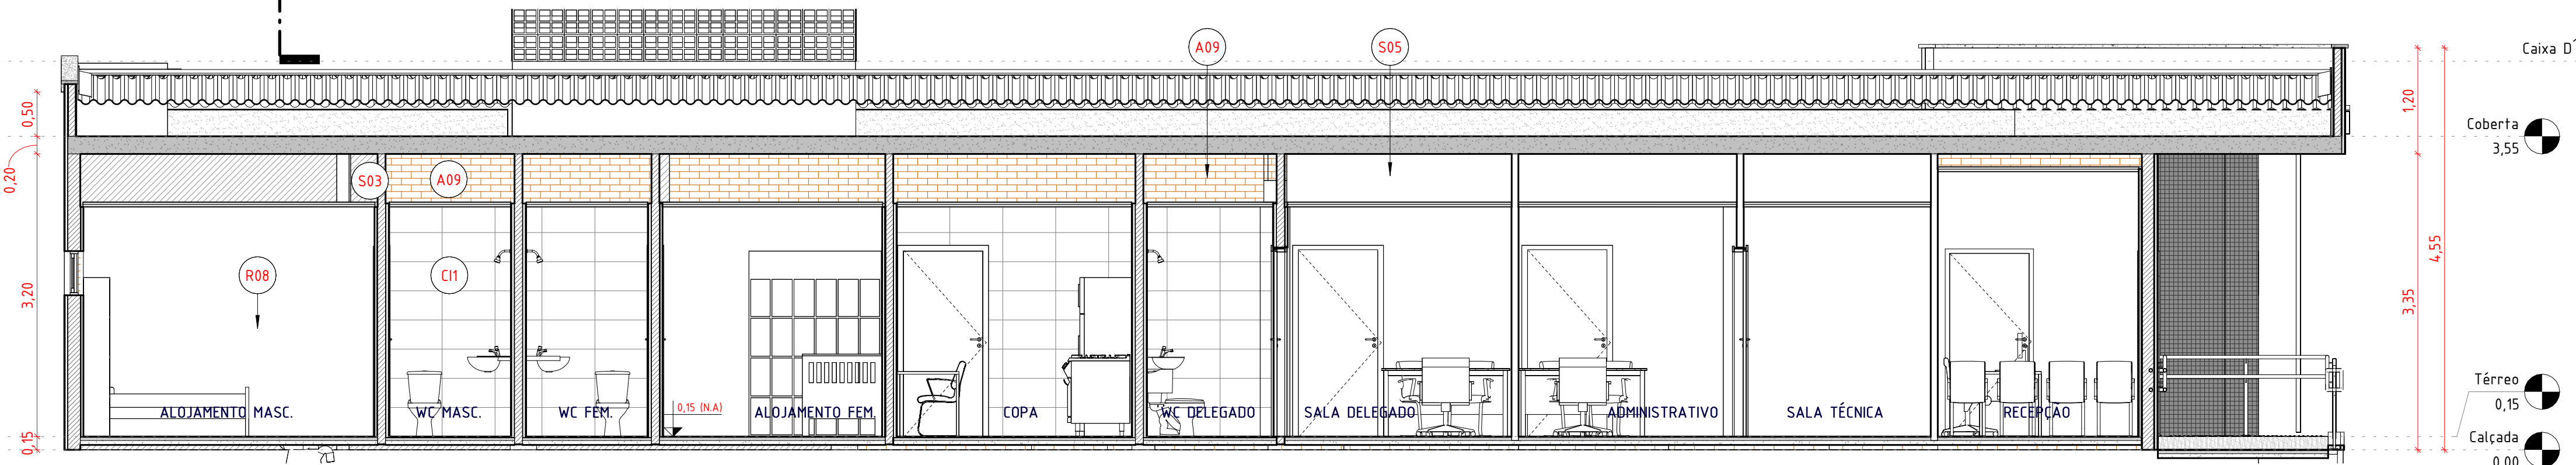 A09
S05
Caixa D´
0,50
1,20
Coberta
3,55
0,20
S03
A09
R08
CI1
3,20
3,35
4,55
Térreo
0,15
0,15 (N.A)
ALOJAMENTO MASC.
WC MASC.
WC FEM.
ALOJAMENTO FEM.
COPA
WC DELEGADO
SALA DELEGADO
ADMINISTRATIVO
SALA TÉCNICA
RECEPÇÃO
0,15
Calçada
0,00